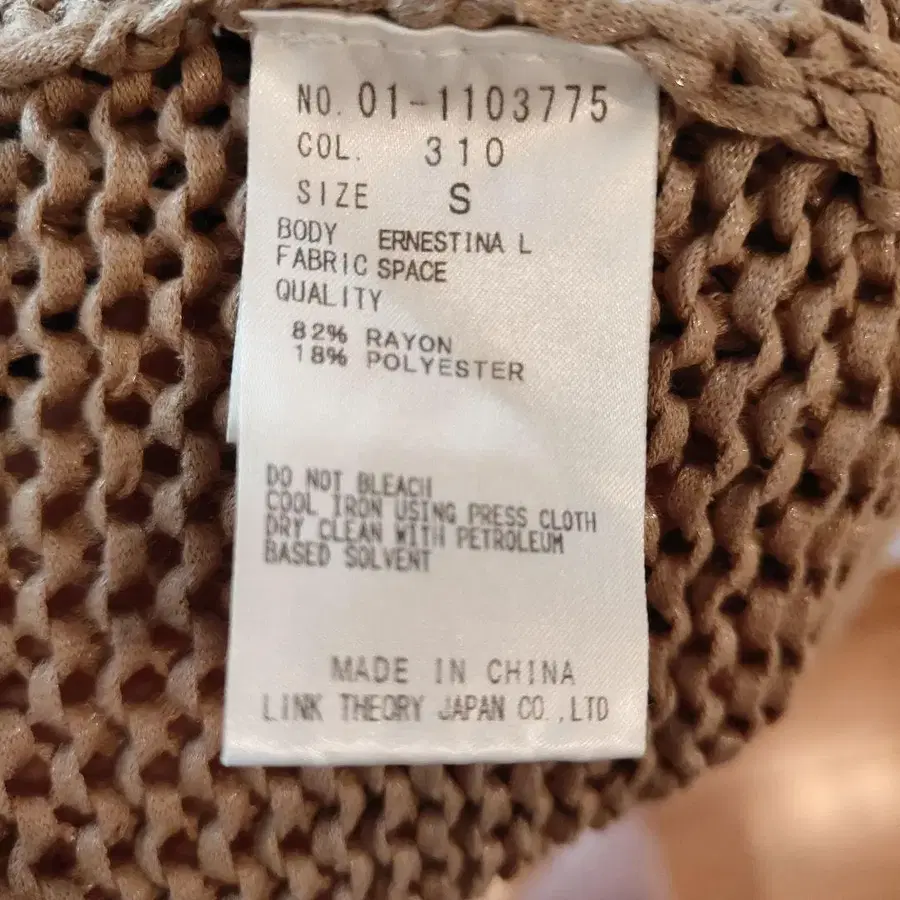 NO. 01-1103775
COL. 310
SIZE S
BODY ERNESTINA L
FABRIC SPACE
QUALITY
82% RAYON
18% POLYESTER
DO NOT BLEACH
COOL IRON USING PRESS CLOTH
DRY CLEAN WITH PETROLEUM
BASED SOLVENT
MADE IN CHINA
LINK THEORY JAPAN CO.,LTD